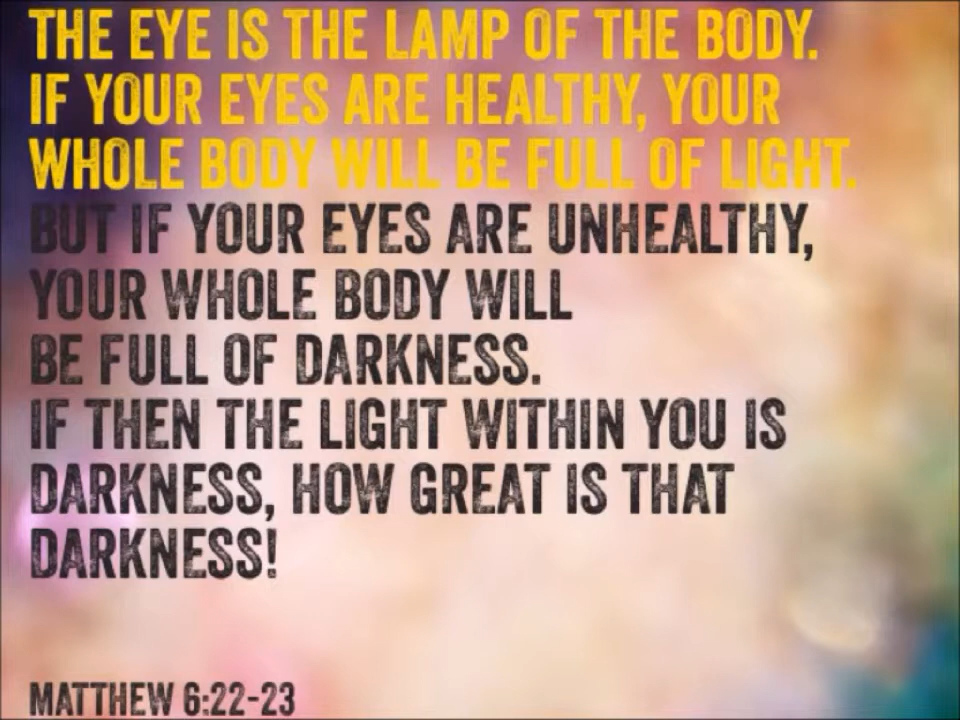 THE EYE IS THE LAMP OF THE BODY.
IF YOUR EYES ARE HEALTHY, YOUR
WHOLE BODY WILL BE FULL OF LIGHT.
BUT IF YOUR EYES ARE UNHEALTHY,
YOUR WHOLE BODY WILL
BE FULL OF DARKNESS.
IF THEN THE LIGHT WITHIN YOU IS
DARKNESS, HOW GREAT IS THAT
DARKNESS!
MATTHEW 6:22-23